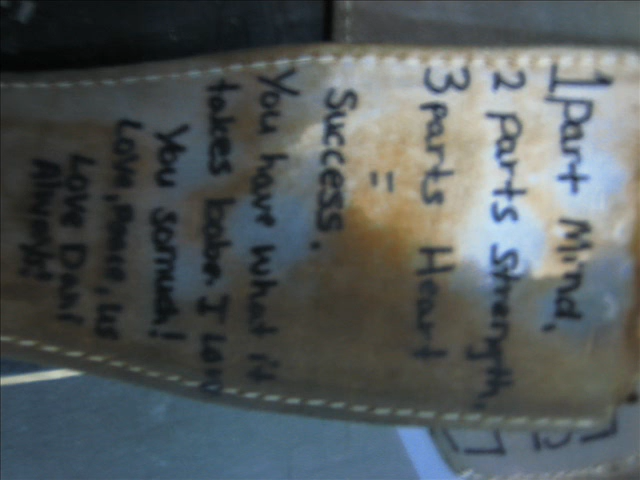 1 part Mind,
2 parts Strength,
3 parts Heart
=
Success.
You have what it
takes babe. I love
you somuch!
Love, Peace,
Love Dani
Always!